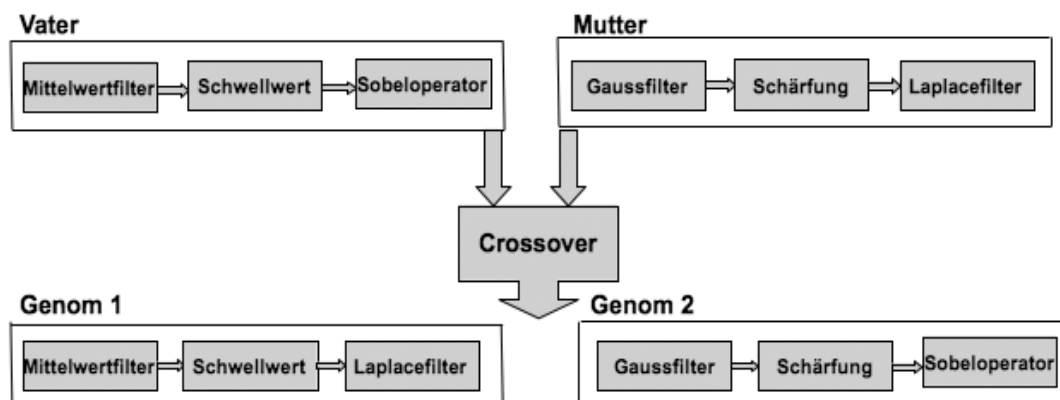 Vater
Mutter
Mittelwertfilter
Schwellwert
Sobeloperator
Gaussfilter
Schärfung
Laplacefilter
Crossover
Genom 1
Genom 2
Mittelwertfilter
Schwellwert
Laplacefilter
Gaussfilter
Schärfung
Sobeloperator